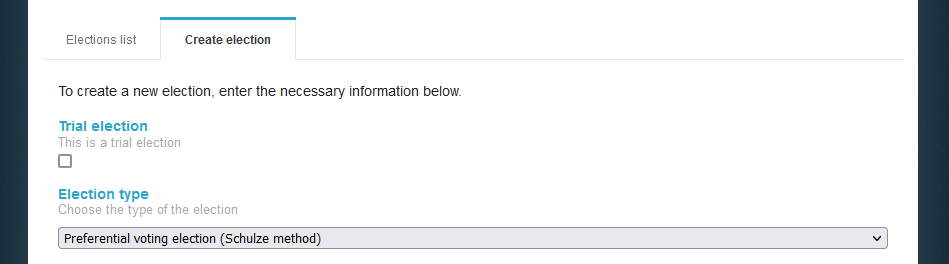 Elections list
Create election
To create a new election, enter the necessary information below.
Trial election
This is a trial election
Election type
Choose the type of the election
Preferential voting election (Schulze method)